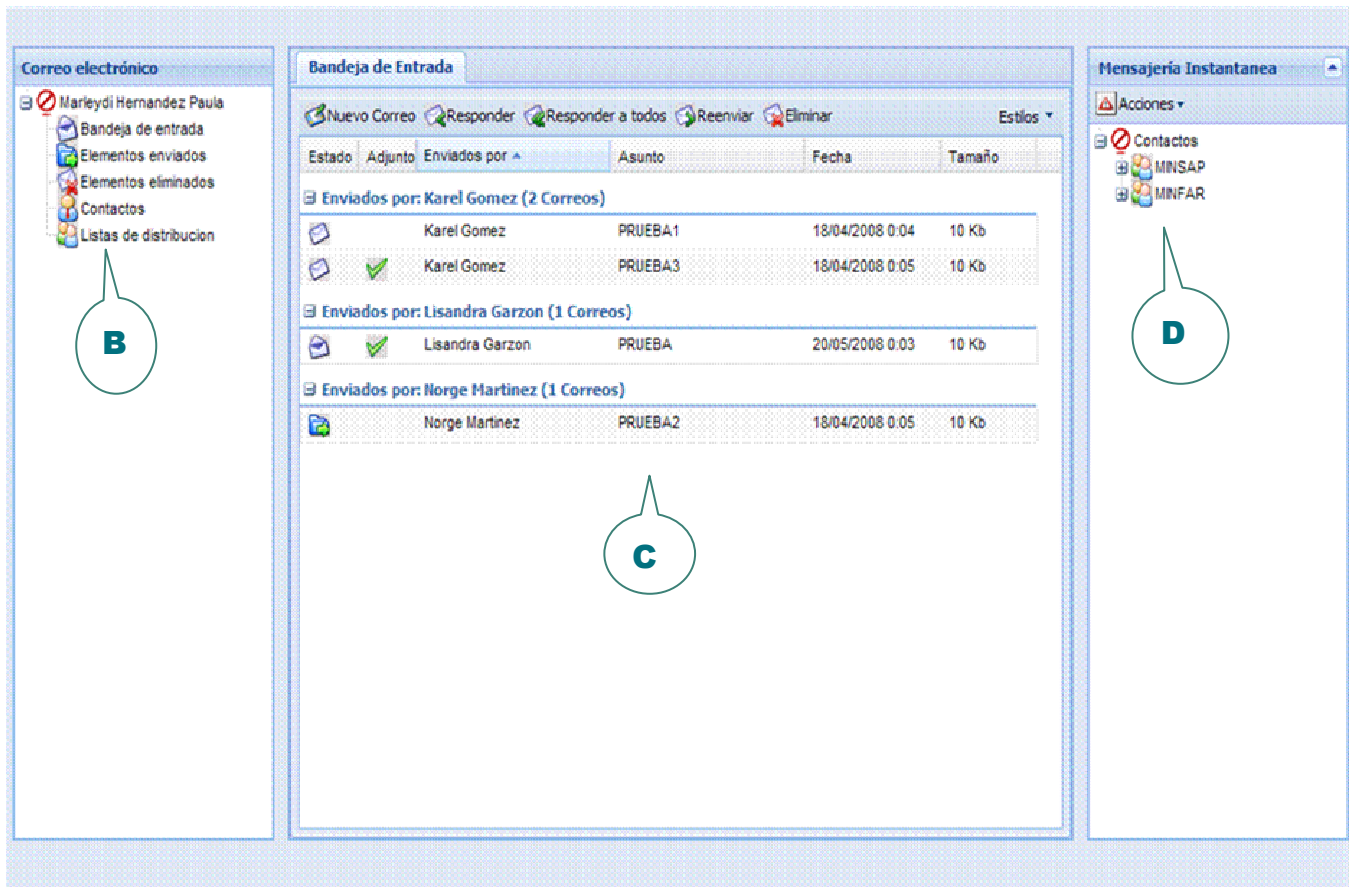 Correo electrónico
Marleydi Hernandez Paula
Bandeja de entrada
Elementos enviados
Elementos eliminados
Contactos
Listas de distribucion
B
Bandeja de Entrada
Nuevo Correo Responder Responder a todos Reenviar Eliminar Estilos
Estado Adjunto Enviados por Asunto Fecha Tamaño
Enviados por: Karel Gomez (2 Correos)
Karel Gomez PRUEBA1 18/04/2008 0:04 10 Kb
Karel Gomez PRUEBA3 18/04/2008 0:05 10 Kb
Enviados por: Lisandra Garzon (1 Correos)
Lisandra Garzon PRUEBA 20/05/2008 0:03 10 Kb
Enviados por: Norge Martinez (1 Correos)
Norge Martinez PRUEBA2 18/04/2008 0:05 10 Kb
C
Mensajería Instantanea
Acciones
Contactos
MINSAP
MINFAR
D